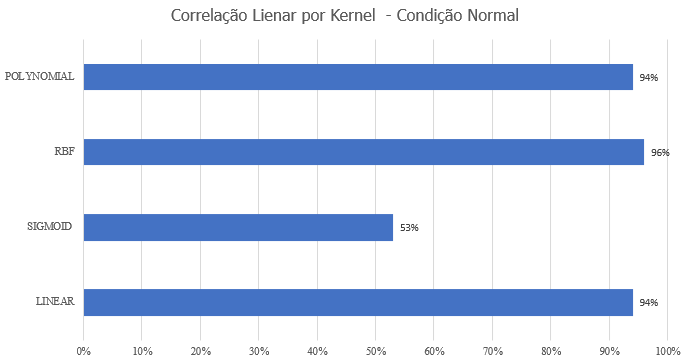 Correlação Lienar por Kernel - Condição Normal
POLYNOMIAL
94%
RBF
96%
SIGMOID
53%
LINEAR
94%
0% 10% 20% 30% 40% 50% 60% 70% 80% 90% 100%